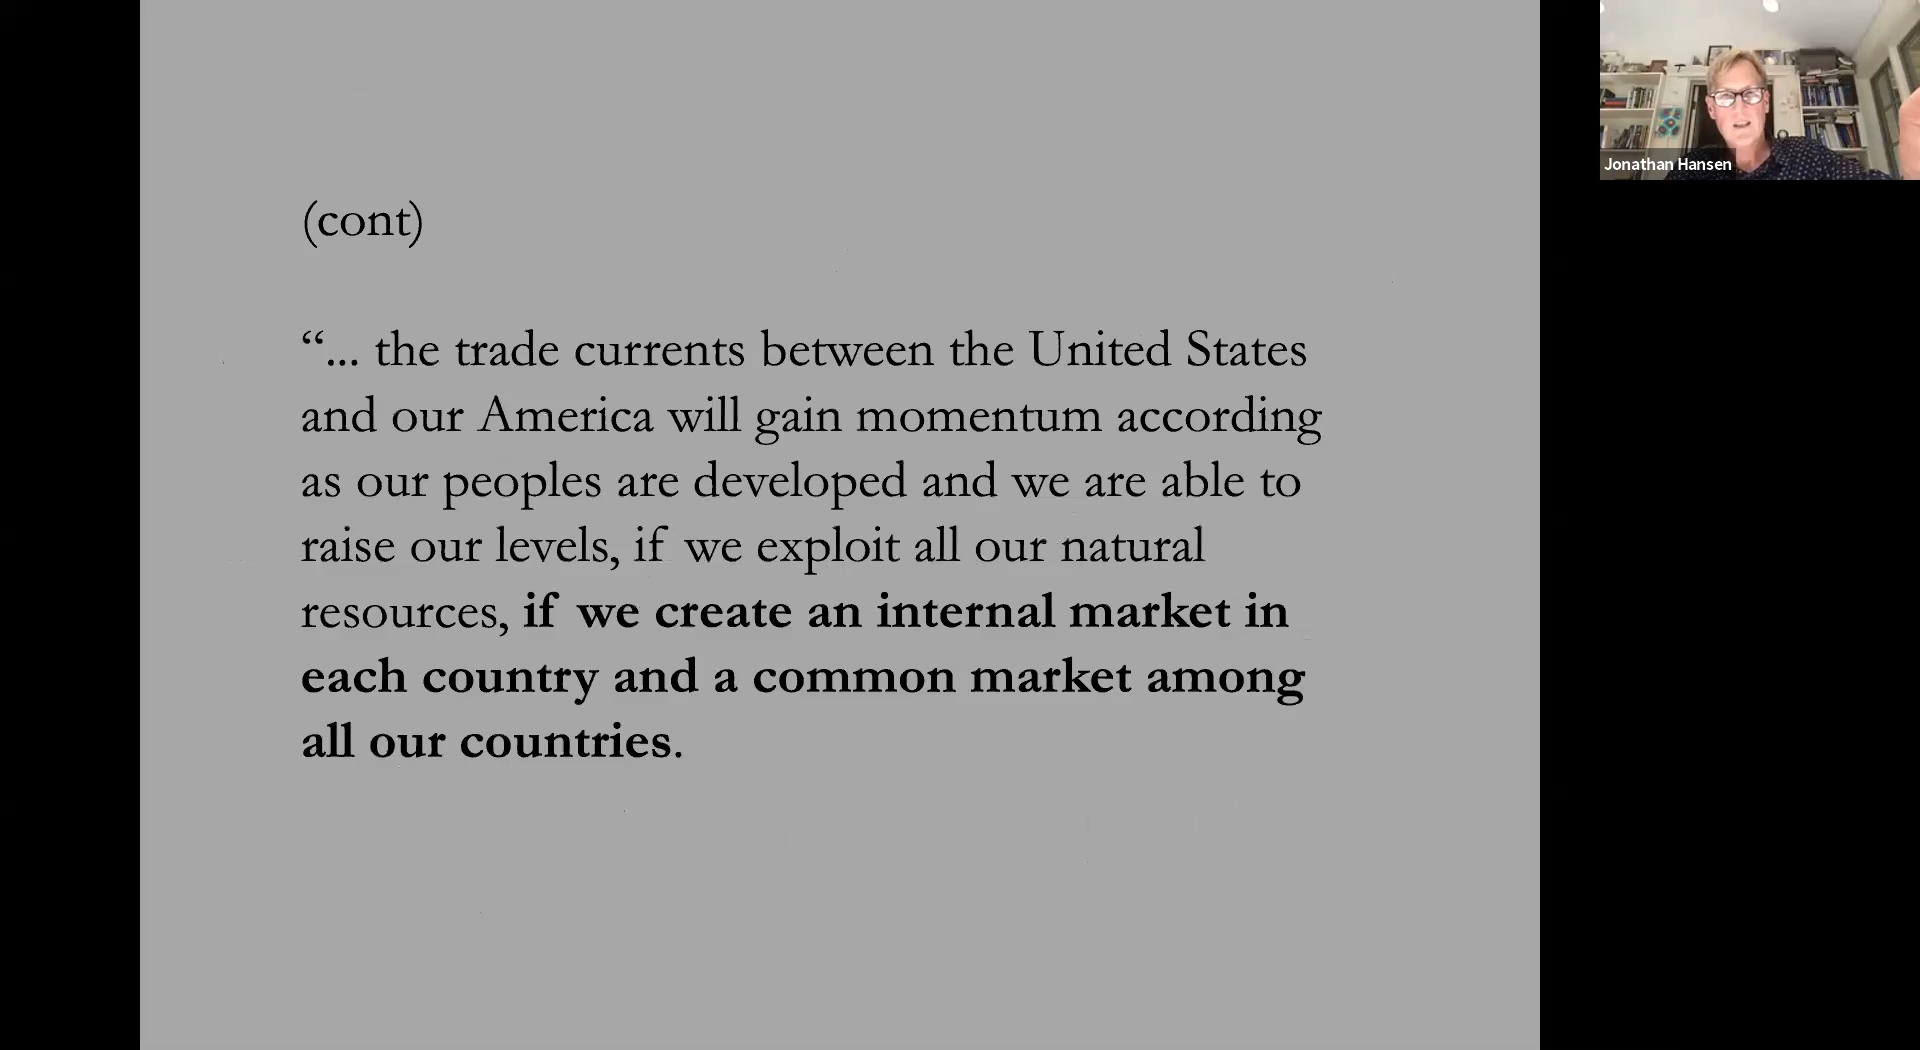 (cont)
“... the trade currents between the United States
and our America will gain momentum according
as our peoples are developed and we are able to
raise our levels, if we exploit all our natural
resources, if we create an internal market in
each country and a common market among
all our countries.
Jonathan Hansen